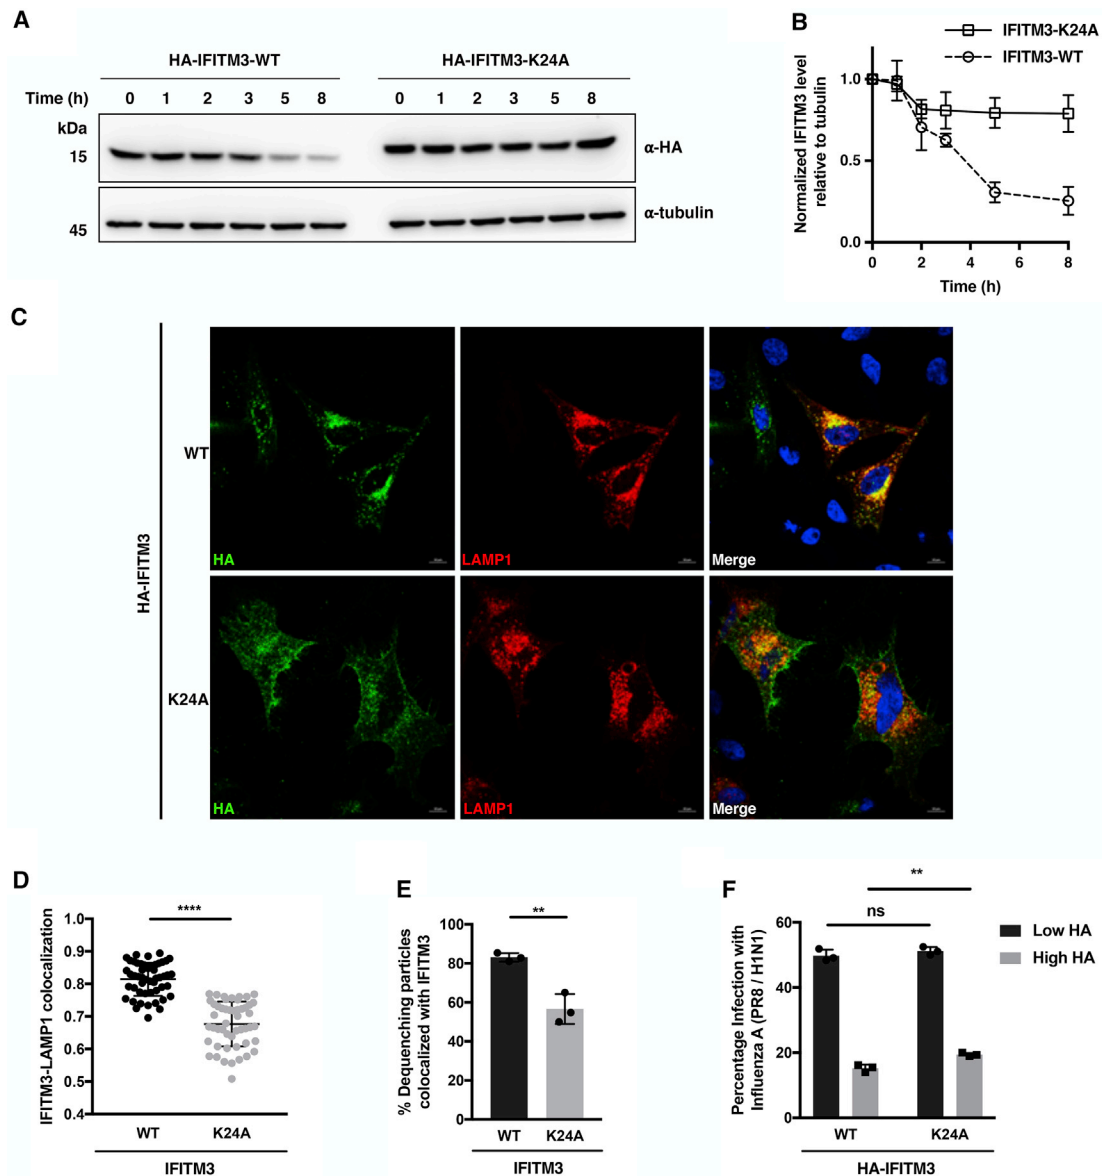 A
HA-IFITM3-WT
HA-IFITM3-K24A
Time (h) 0 1 2 3 5 8 0 1 2 3 5 8
kDa
15
α-HA
45
α-tubulin
B
IFITM3-K24A
IFITM3-WT
Normalized IFITM3 level
relative to tubulin
1.0
0.5
0.0
0 2 4 6 8
Time (h)
C
HA-IFITM3
WT
HA
LAMP1
Merge
K24A
HA
LAMP1
Merge
D
IFITM3-LAMP1 colocalization
1.0
0.9
0.8
0.7
0.6
0.5
0.4
****
WT K24A
IFITM3
E
% Dequenching particles
colocalized with IFITM3
100
80
60
40
20
0
**
WT K24A
IFITM3
F
Percentage Infection with
Influenza A (PR8 / H1N1)
60
40
20
0
**
ns
Low HA
High HA
WT K24A
HA-IFITM3